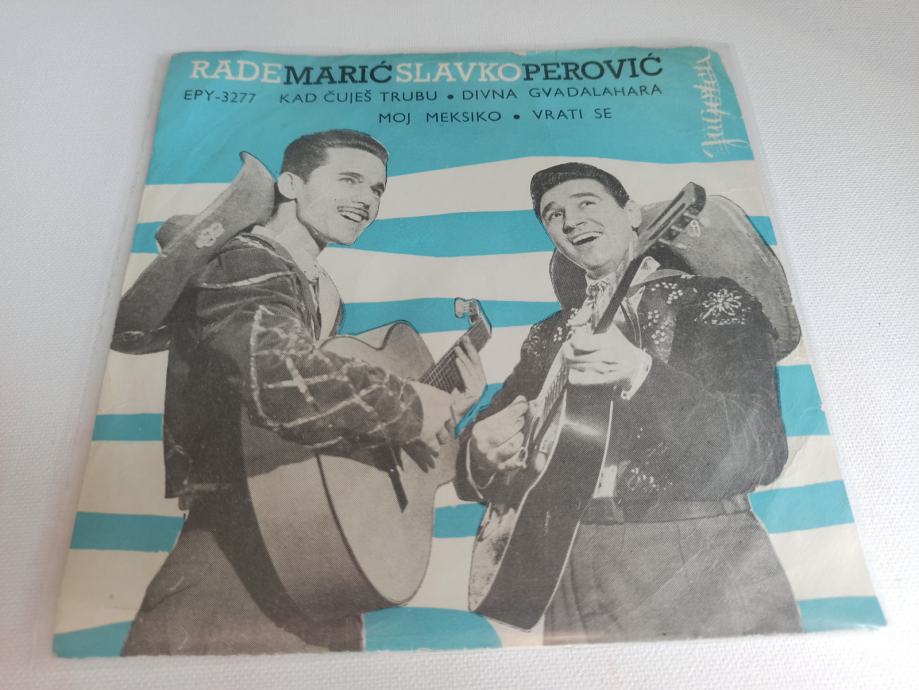 RADEMARIĆSLAVKOPEROVIĆ
EPY-3277 KAD ČUJEŠ TRUBU • DIVNA GVADALAHARA
MOJ MEKSIKO • VRATI SE
Jugoton